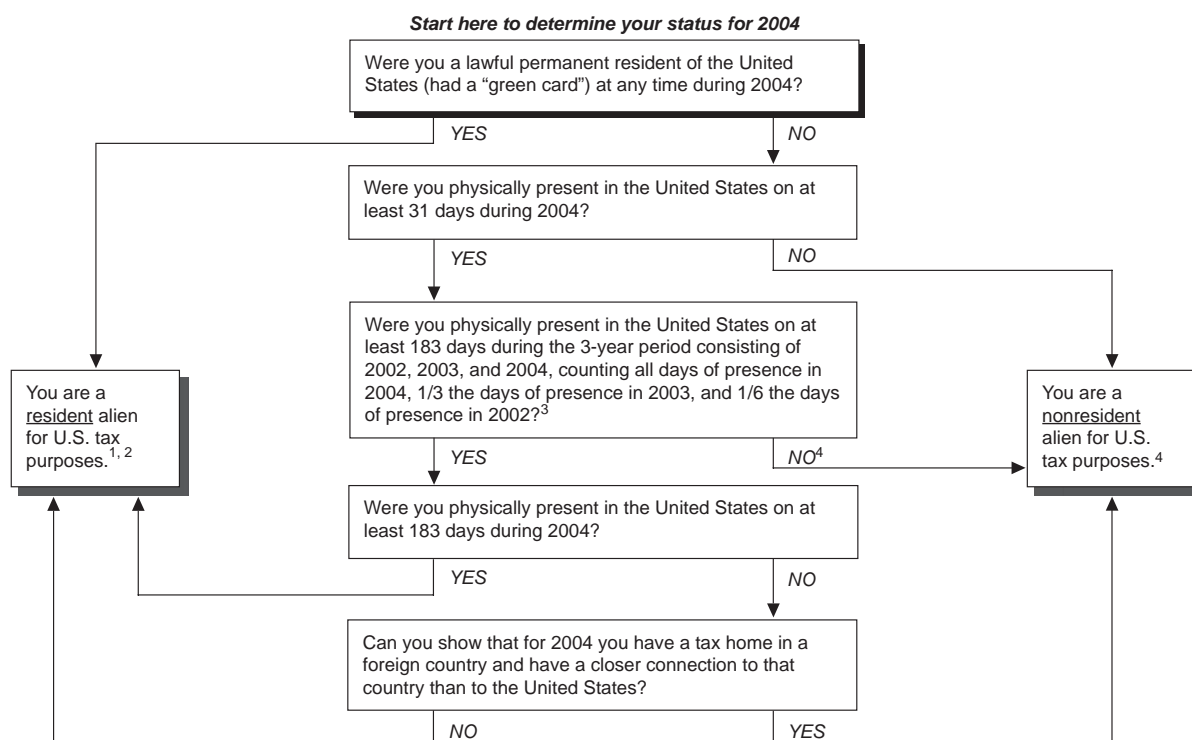 Start here to determine your status for 2004
Were you a lawful permanent resident of the United
States (had a “green card”) at any time during 2004?
YES
NO
Were you physically present in the United States on at
least 31 days during 2004?
YES
NO
Were you physically present in the United States on at
least 183 days during the 3-year period consisting of
2002, 2003, and 2004, counting all days of presence in
2004, 1/3 the days of presence in 2003, and 1/6 the days
of presence in 2002?3
YES
NO4
You are a
resident alien
for U.S. tax
purposes.1, 2
You are a
nonresident
alien for U.S.
tax purposes.4
Were you physically present in the United States on at
least 183 days during 2004?
YES
NO
Can you show that for 2004 you have a tax home in a
foreign country and have a closer connection to that
country than to the United States?
NO
YES